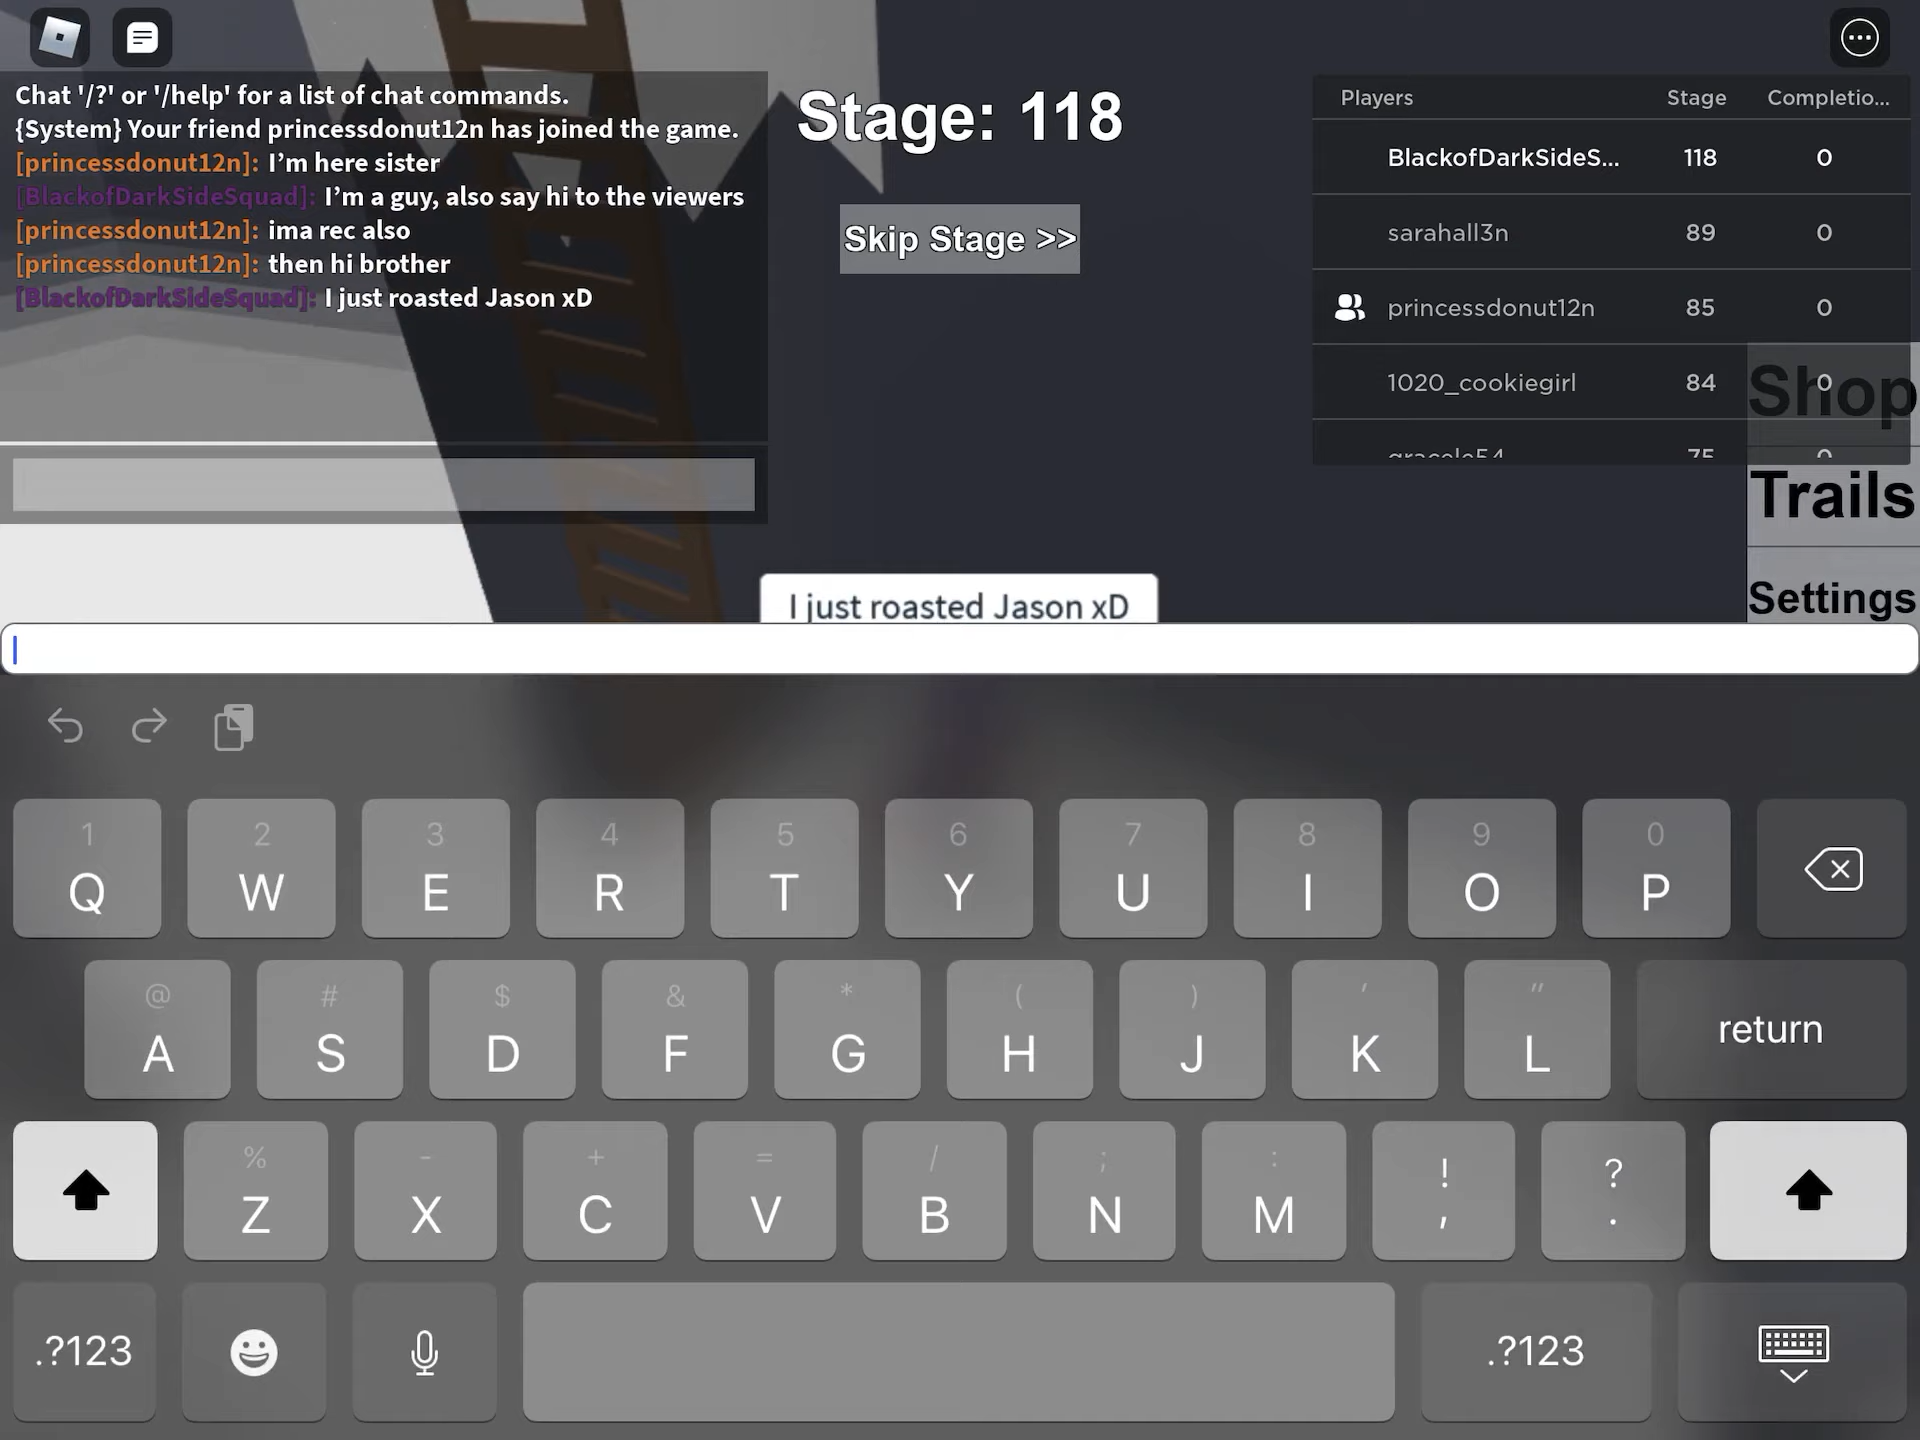 Chat '/?' or '/help' for a list of chat commands.
{System} Your friend princessdonut12n has joined the game.
[princessdonut12n]: I’m here sister
[BlackofDarkSideSquad]: I’m a guy, also say hi to the viewers
[princessdonut12n]: ima rec also
[princessdonut12n]: then hi brother
[BlackofDarkSideSquad]: I just roasted Jason xD
Stage: 118
Skip Stage >>
Players Stage Completio...
BlackofDarkSideS... 118 0
sarahall3n 89 0
princessdonut12n 85 0
1020_cookiegirl 84 0
75 0
Shop
Trails
Settings
I just roasted Jason xD
1 2 3 4 5 6 7 8 9 0
Q W E R T Y U I O P
@ # $ & * ( ) ' "
A S D F G H J K L return
% - + = / ; : ! ?
Z X C V B N M , .
.?123 .?123